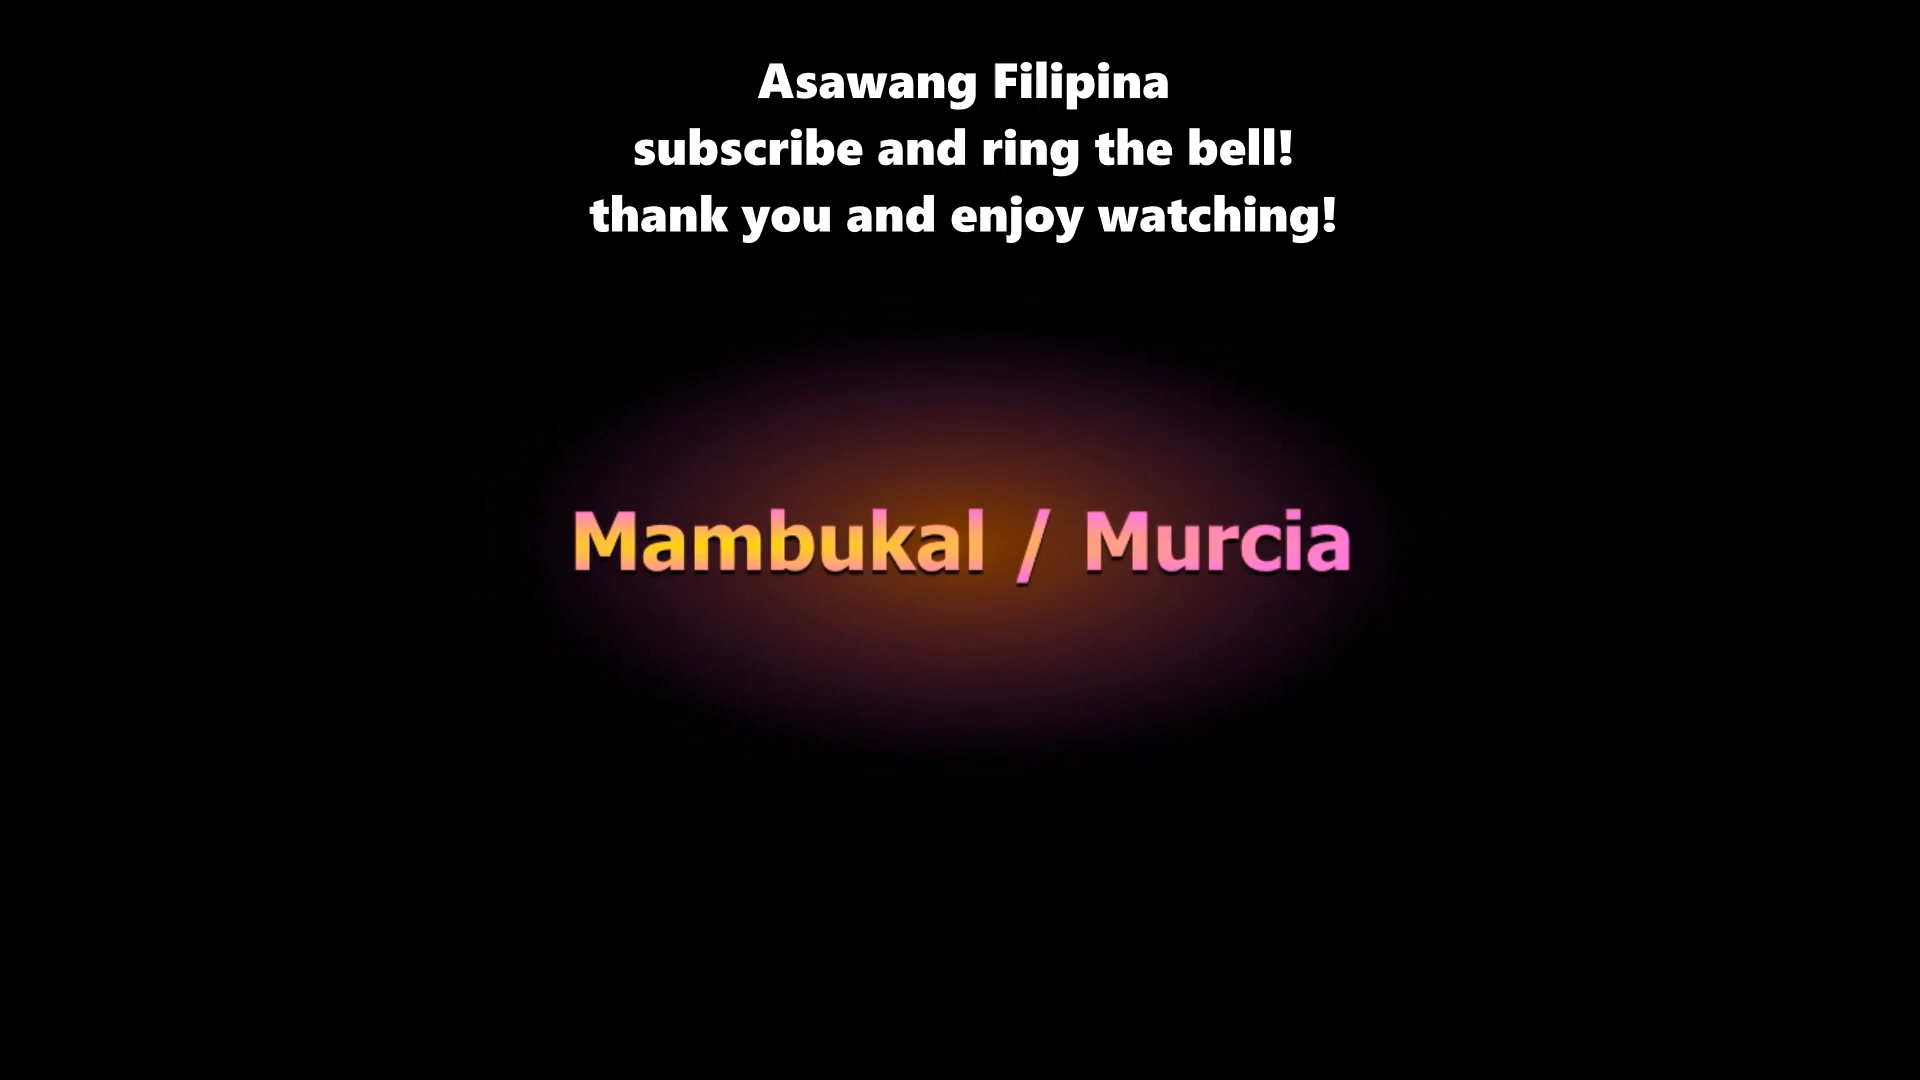 Asawang Filipina
subscribe and ring the bell!
thank you and enjoy watching!
Mambukal / Murcia